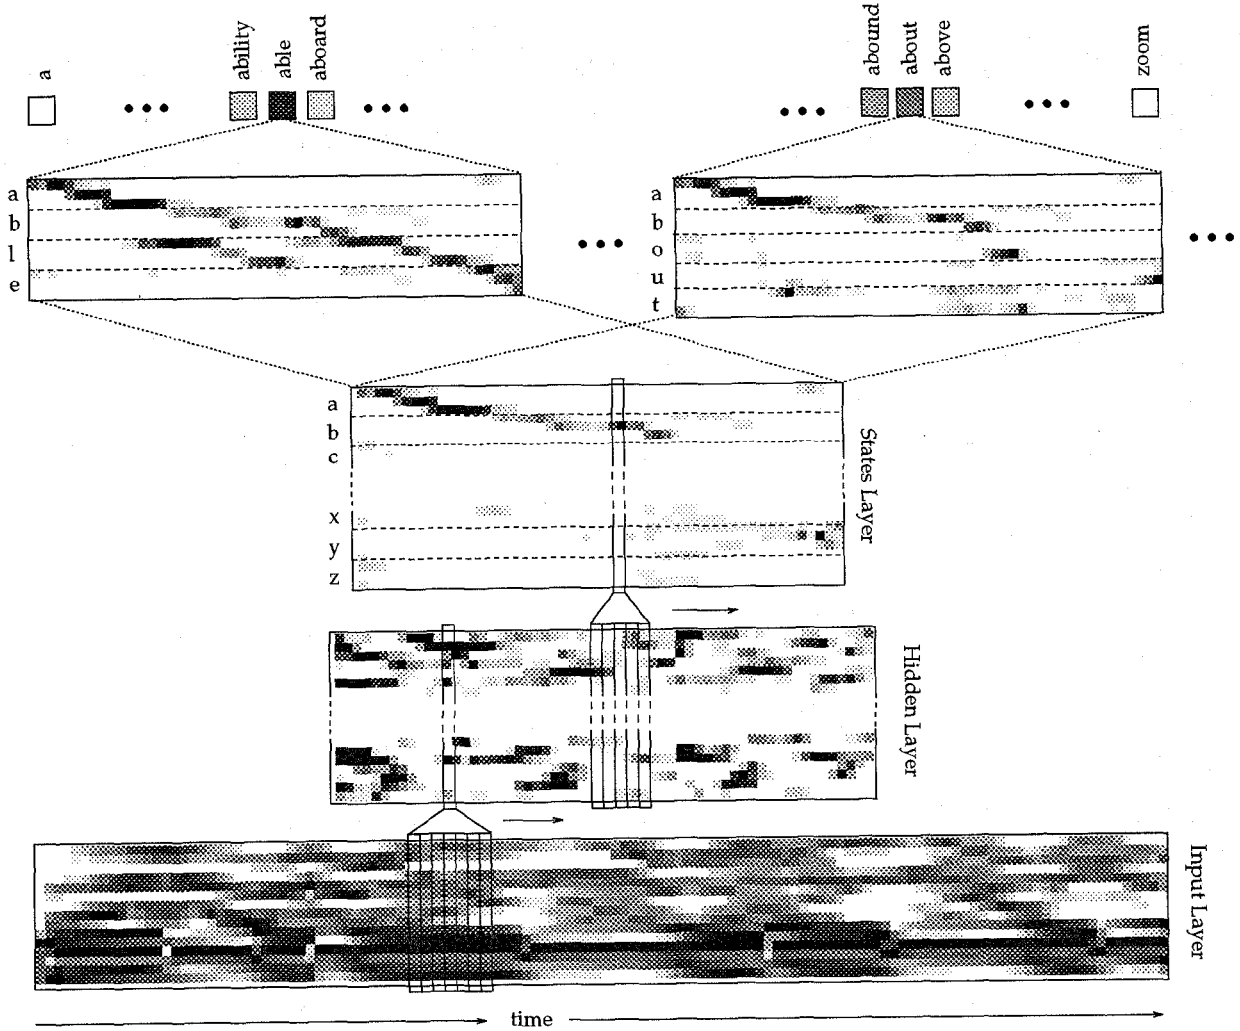 a
ability
able
aboard
abound
about
above
zoom
a
b
l
e
a
b
o
u
t
a
b
c
x
y
z
States Layer
Hidden Layer
Input Layer
time